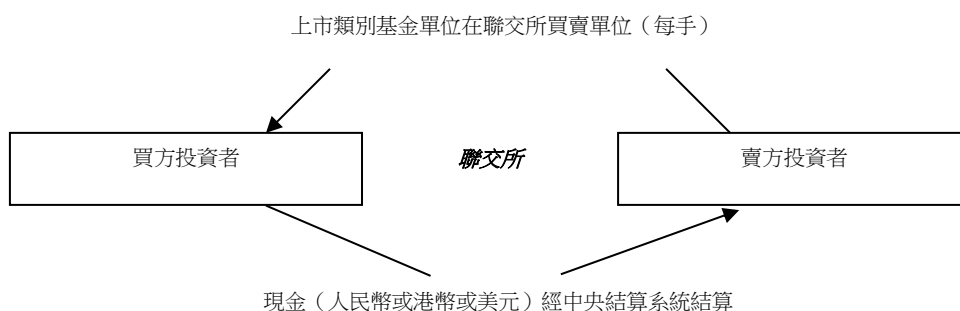 上市類別基金單位在聯交所買賣單位（每手）
買方投資者
聯交所
賣方投資者
現金（人民幣或港幣或美元）經中央結算系統結算